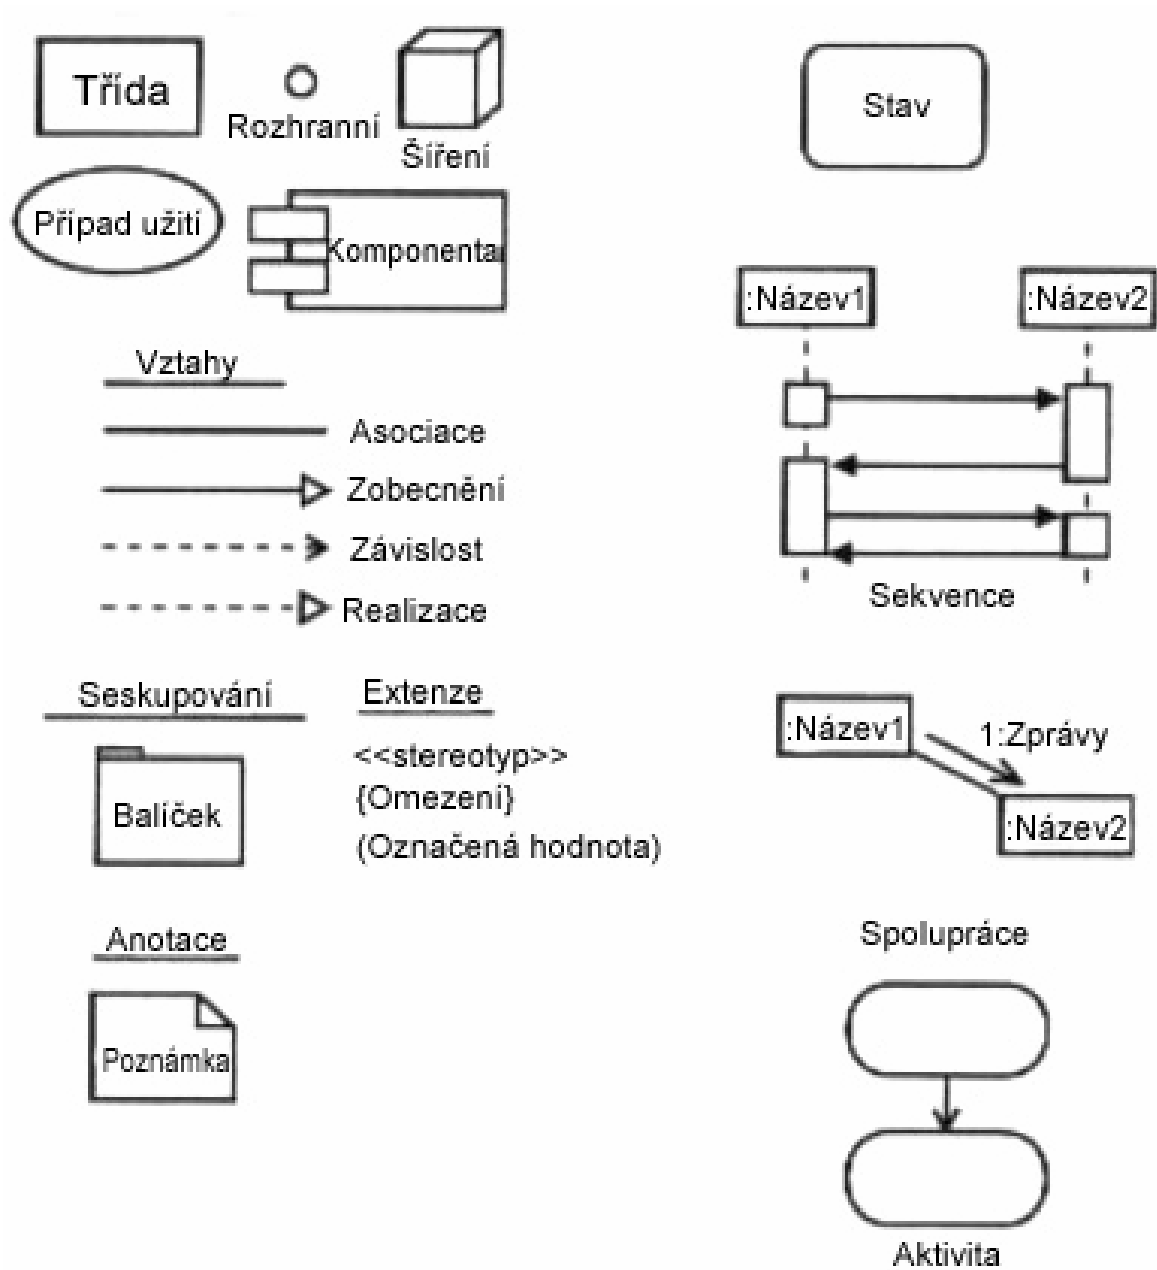 Třída
Rozhranní
Šíření
Případ užití
Komponenta
Vztahy
Asociace
Zobecnění
Závislost
Realizace
Seskupování
Balíček
Extenze
<<stereotyp>>
{Omezení}
(Označená hodnota)
Anotace
Poznámka
Stav
:Název1
:Název2
Sekvence
:Název1
1:Zprávy
:Název2
Spolupráce
Aktivita